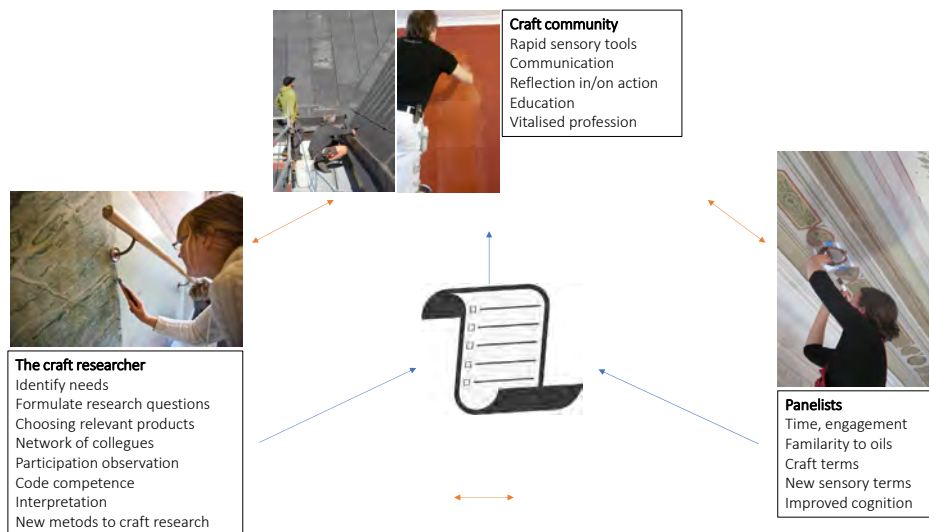 Craft community
Rapid sensory tools
Communication
Reflection in/on action
Education
Vitalised profession
The craft researcher
Identify needs
Formulate research questions
Choosing relevant products
Network of collegues
Participation observation
Code competence
Interpretation
New metods to craft research
Panelists
Time, engagement
Familarity to oils
Craft terms
New sensory terms
Improved cognition